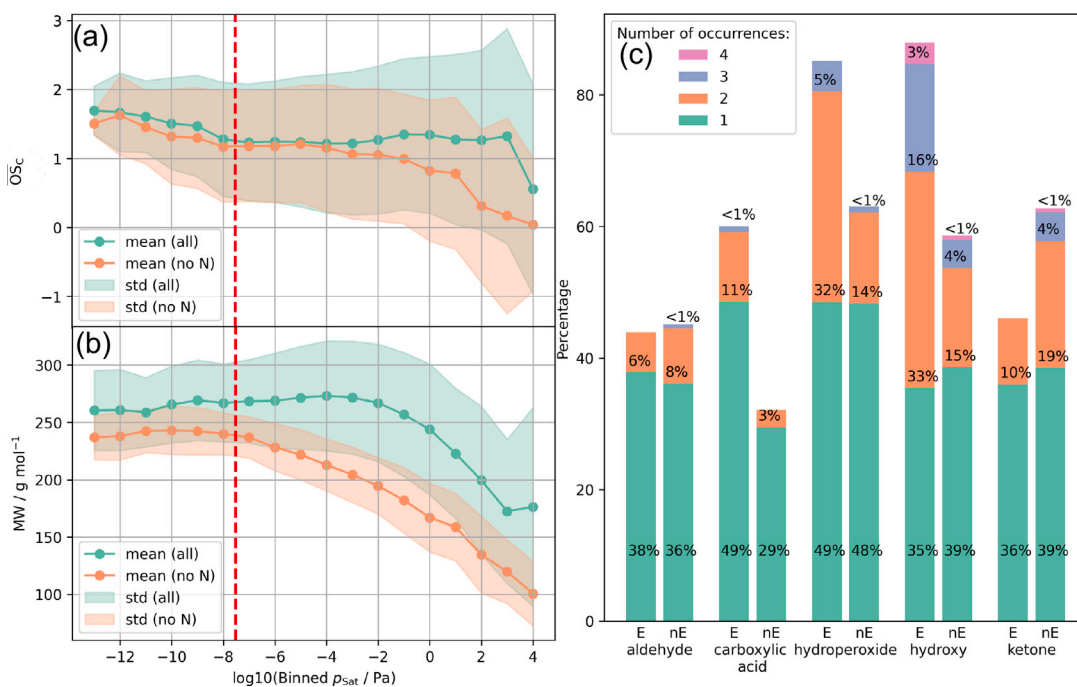 (a)
3
2
1
0
−1
OSC
mean (all)
mean (no N)
std (all)
std (no N)
(b)
300
250
200
150
100
MW / g mol−1
mean (all)
mean (no N)
std (all)
std (no N)
−12 −10 −8 −6 −4 −2 0 2 4
log10(Binned pSat / Pa)
(c)
Number of occurrences:
4
3
2
1
80
60
40
20
0
Percentage
38% 6%
36% 8% <1%
49% 11% <1%
29% 3%
49% 32% 5%
48% 14% <1%
35% 33% 16% 3%
39% 15% 4% <1%
36% 10%
39% 19% 4% <1%
E nE E nE E nE E nE E nE
aldehyde carboxylic hydroperoxide hydroxy ketone
acid